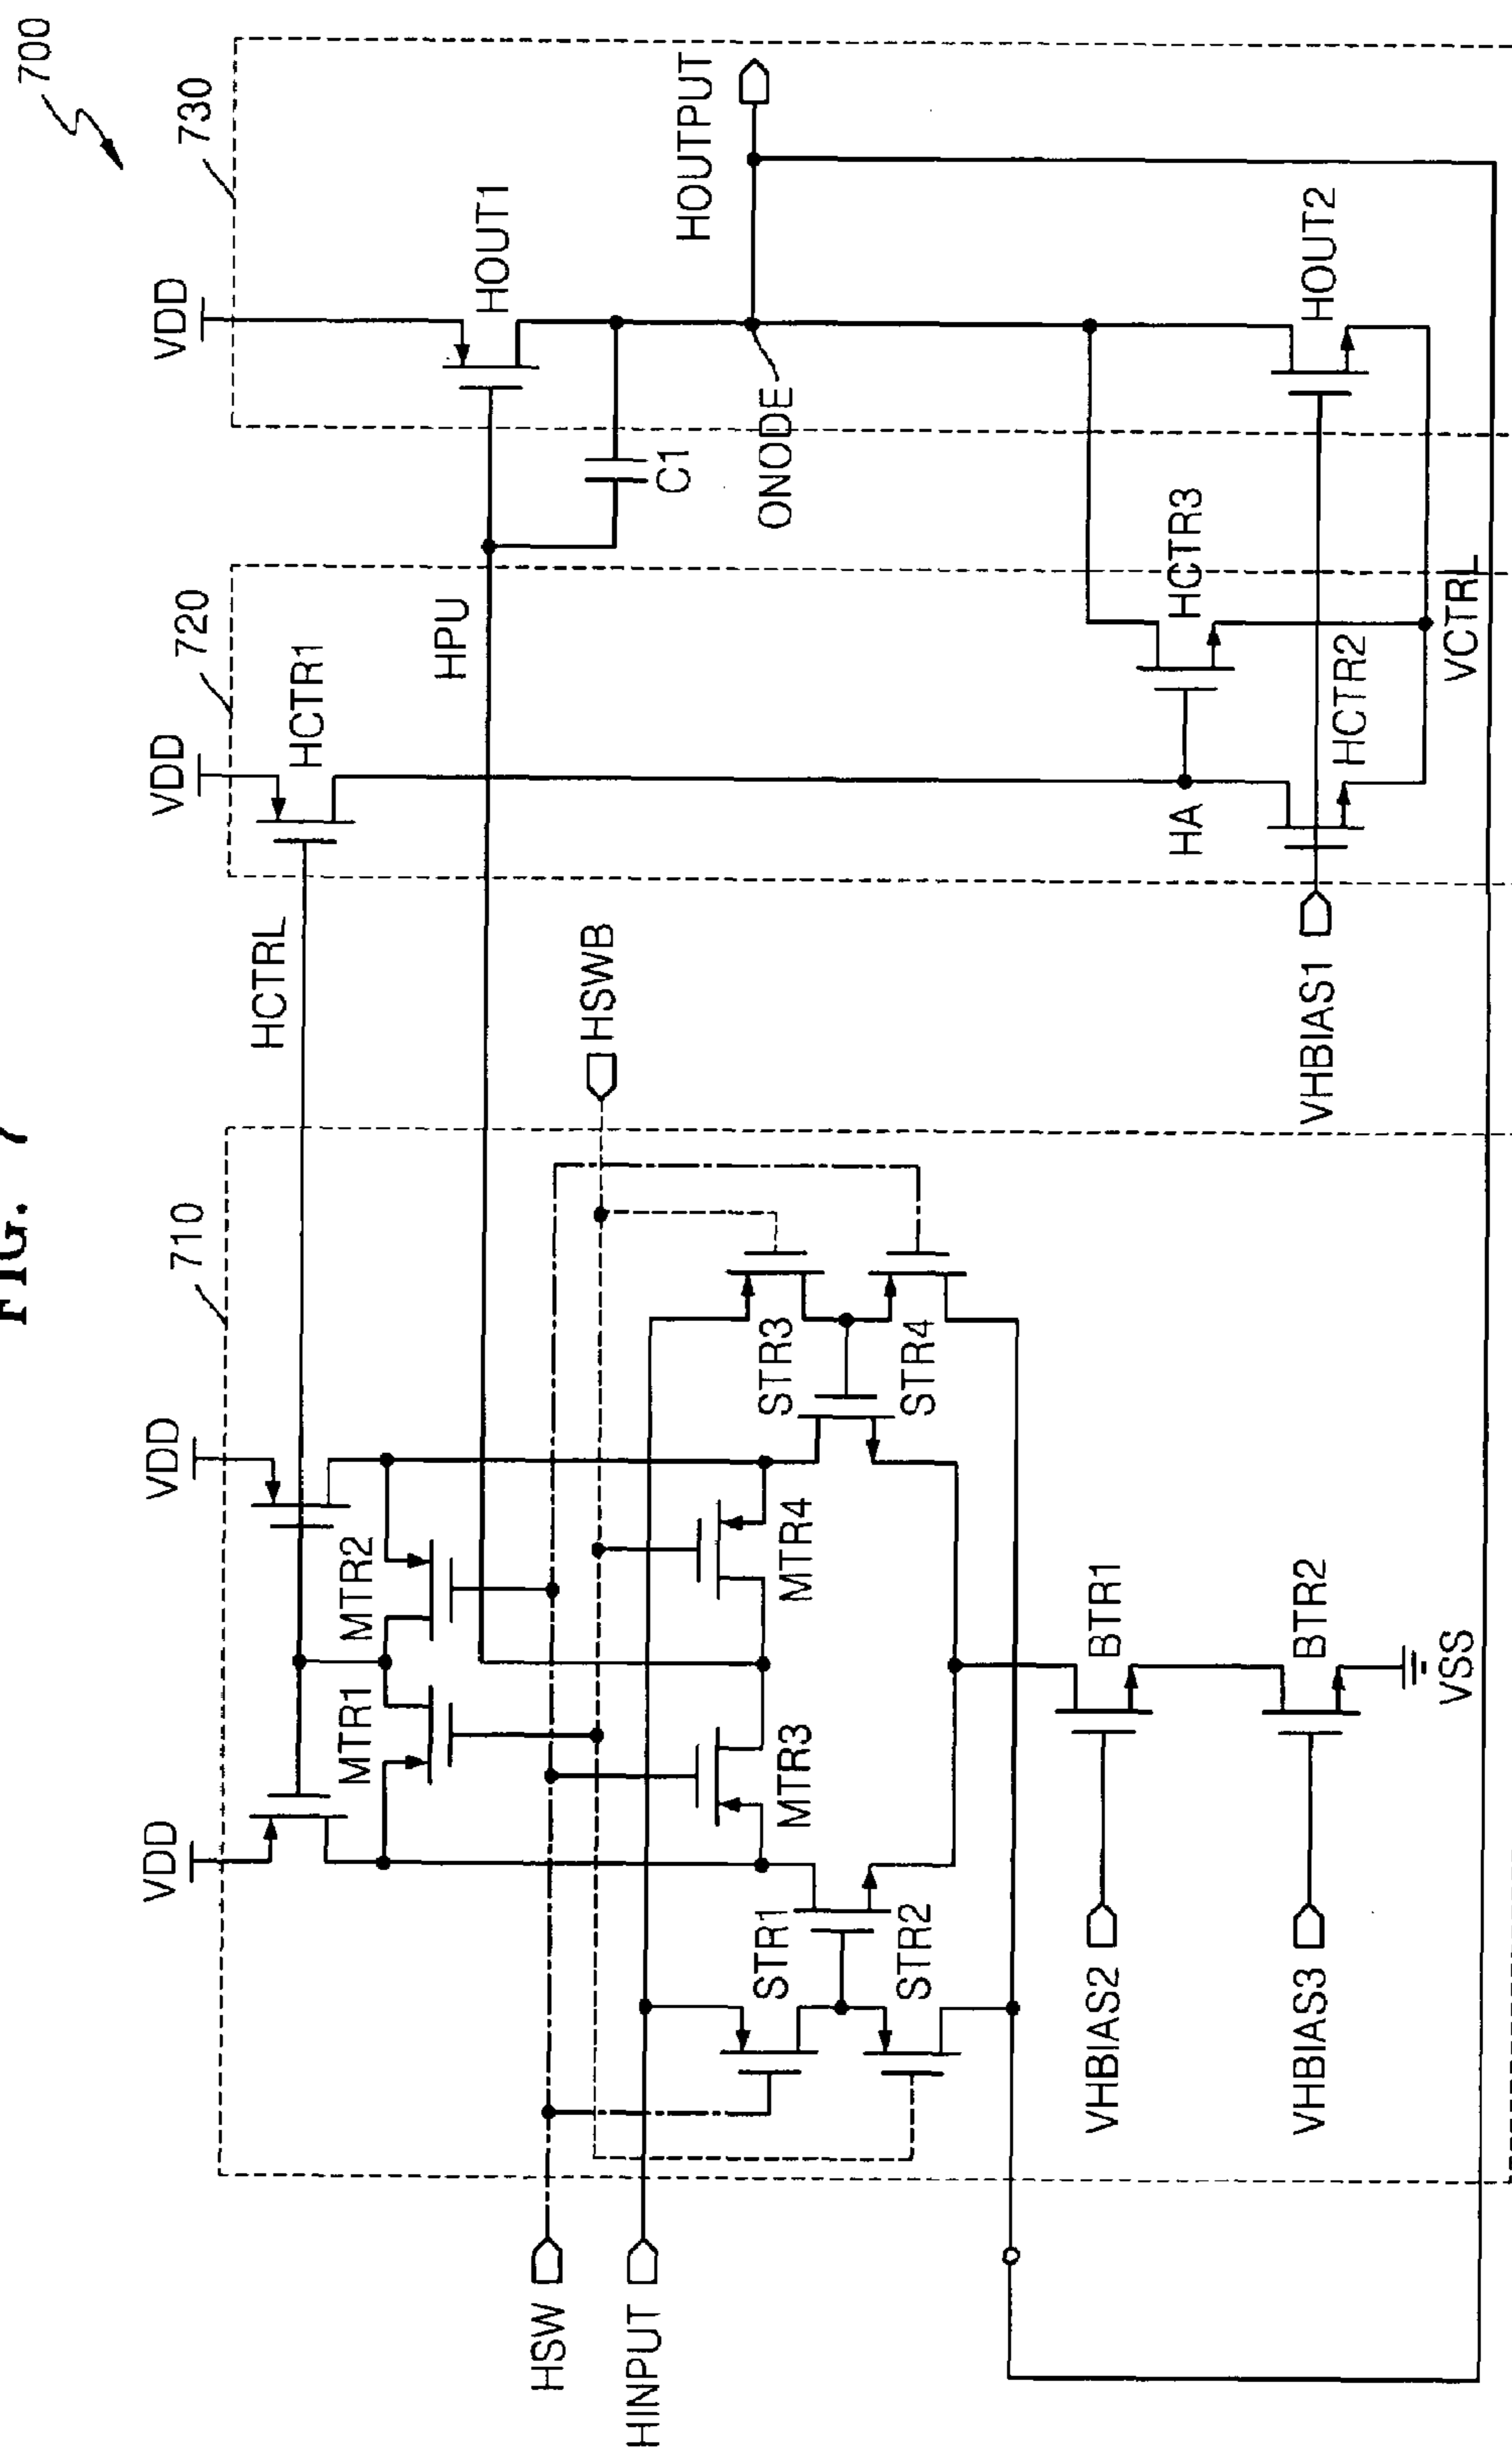 FIG. 7
700
710
720
730
VDD
VDD
VDD
VDD
HCTRL
HCTR1
HOUT1
MTR1
MTR2
HPU
C1
HSW
HSWB
HINPUT
HOUTPUT
ONODE
MTR3
MTR4
STR1
STR3
STR2
STR4
HA
HCTR3
HCTR2
HOUT2
VHBIAS1
VHBIAS2
BTR1
VHBIAS3
BTR2
VCTRL
VSS